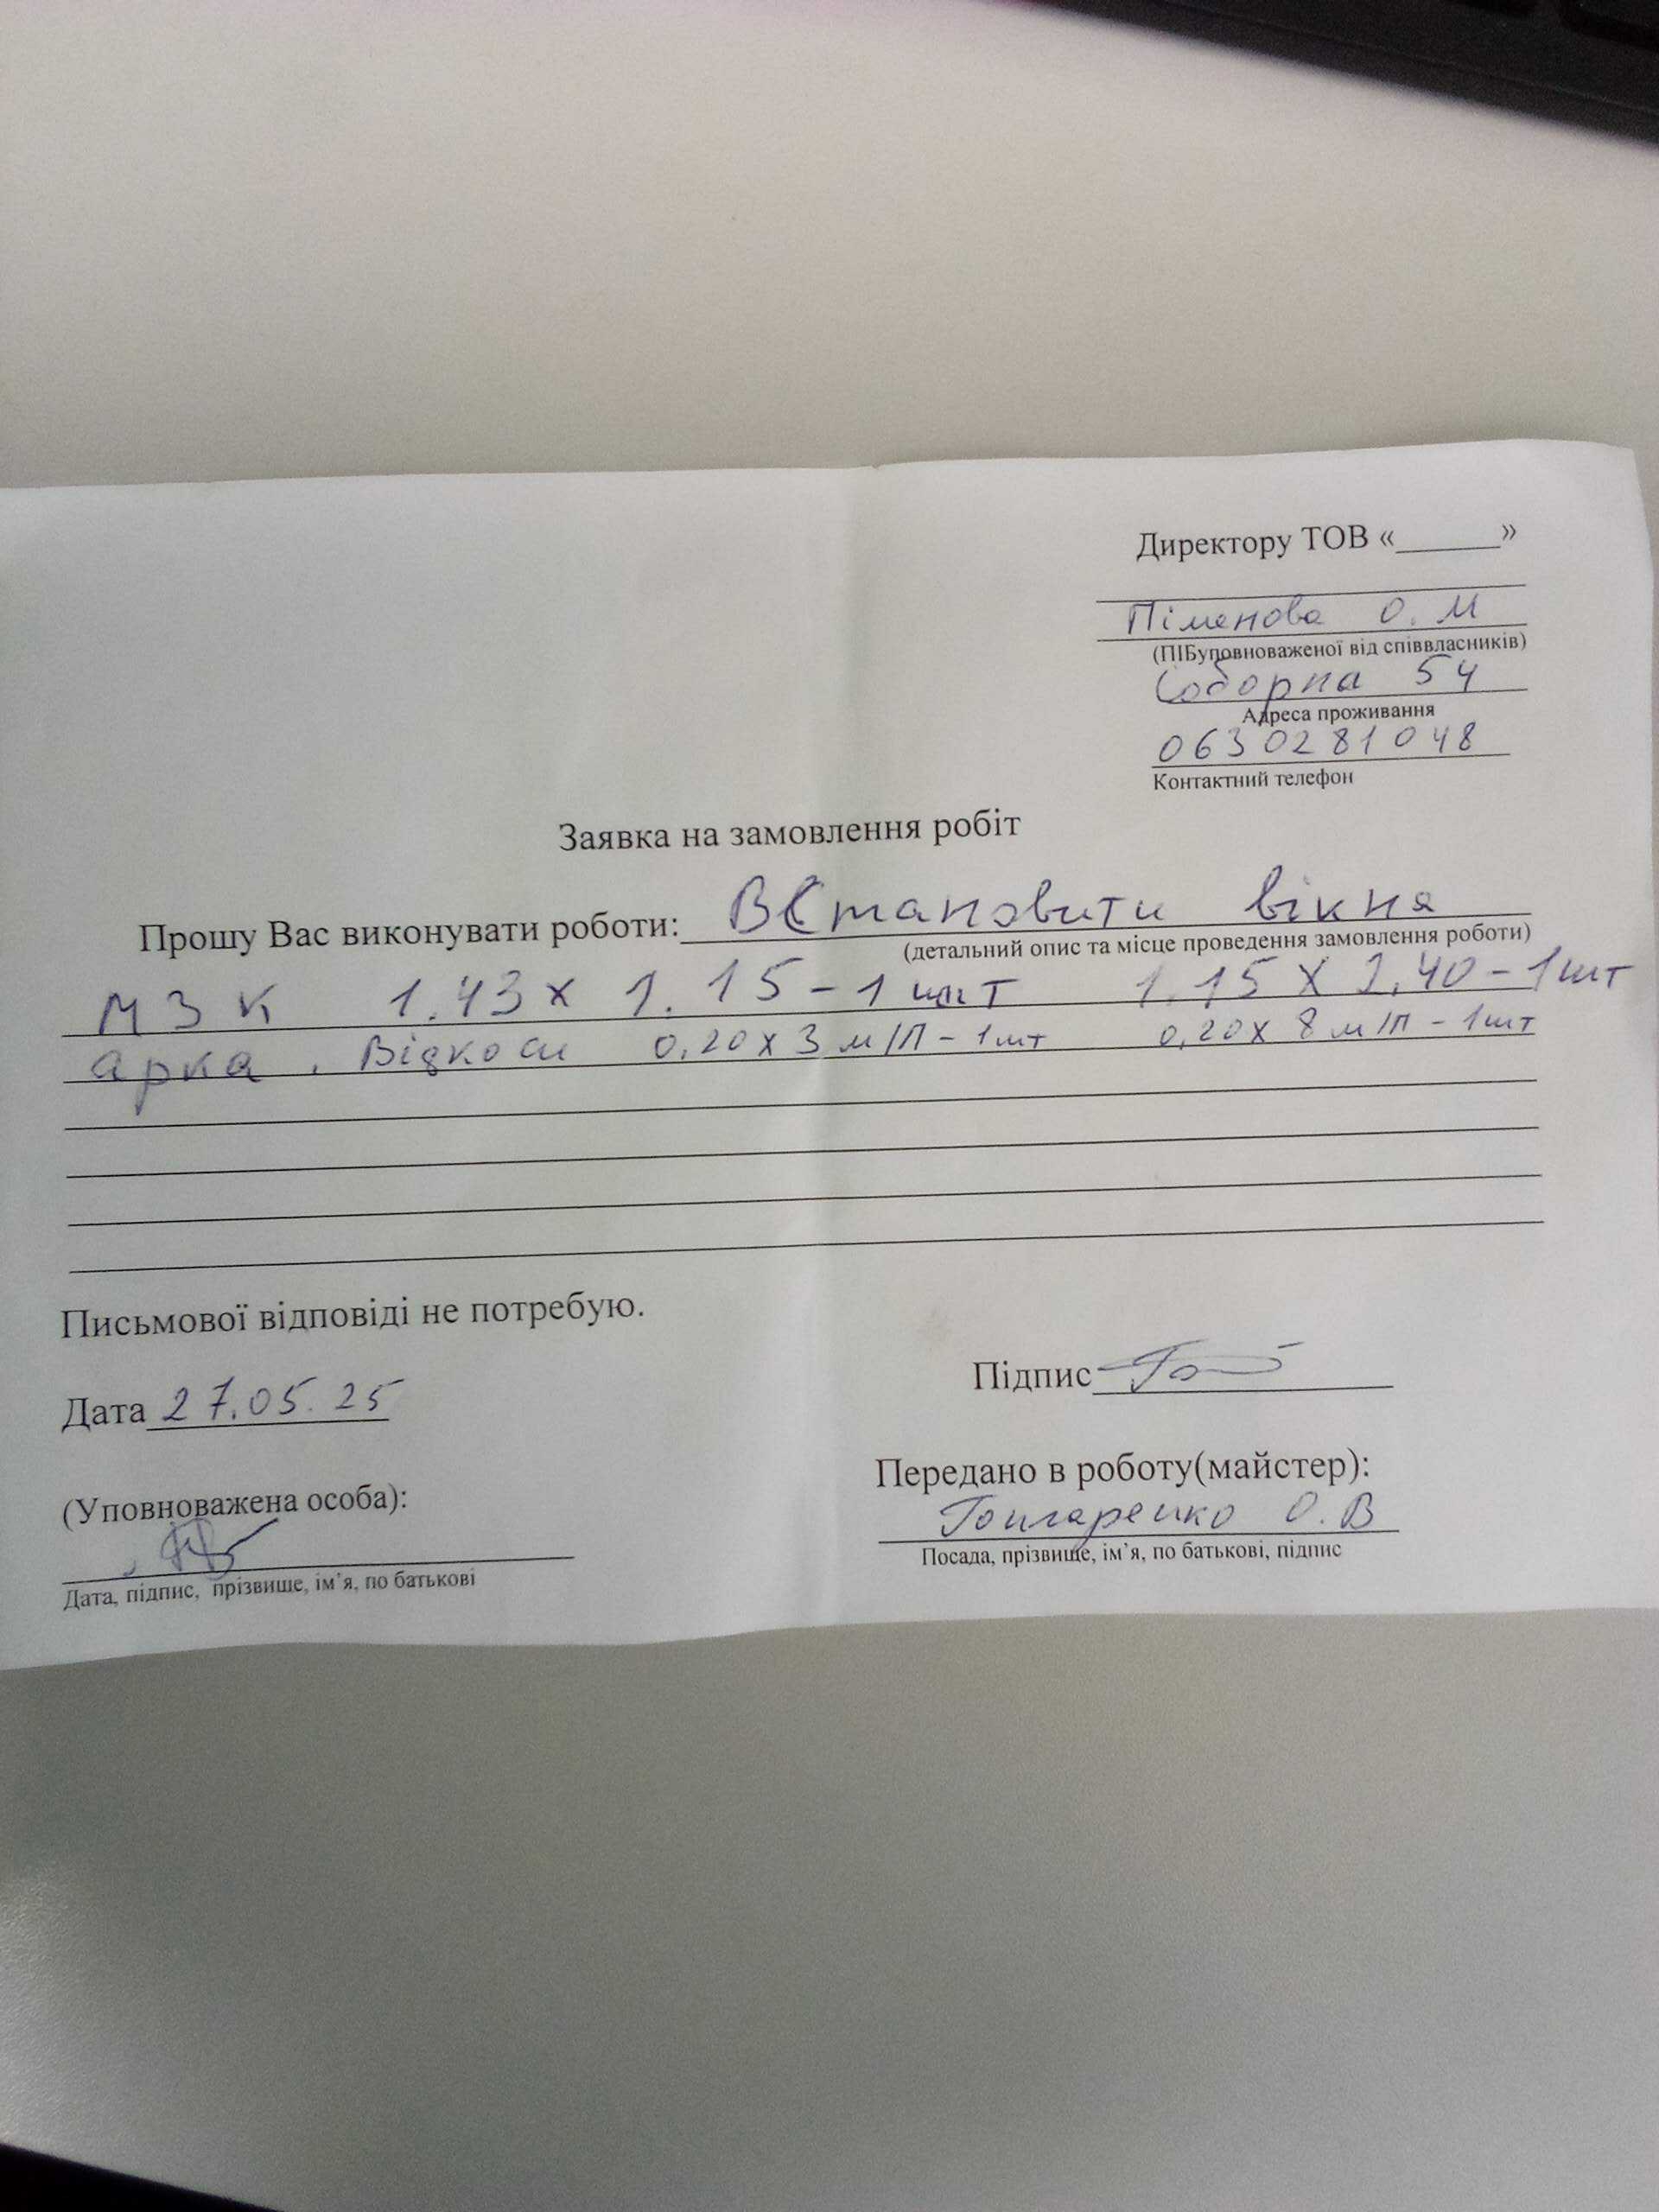 Директору ТОВ «______»
Піменова О. М
(ПІБуповноваженої від співвласників)
Соборна 54
Адреса проживання
0630281048
Контактний телефон
Заявка на замовлення робіт
Прошу Вас виконувати роботи: Встановити вікна
(детальний опис та місце проведення замовлення роботи)
МЗК 1.43 х 1.15 - 1 шт 1.15 х 2,40 - 1 шт
арка. Відкоси 0,20 х 3 м/п - 1 шт 0,20 х 8 м/п - 1 шт
Письмової відповіді не потребую.
Дата 27.05.25
Підпис
(Уповноважена особа):
Дата, підпис, прізвище, ім’я, по батькові
Передано в роботу(майстер):
Гончаренко О. В
Посада, прізвище, ім’я, по батькові, підпис